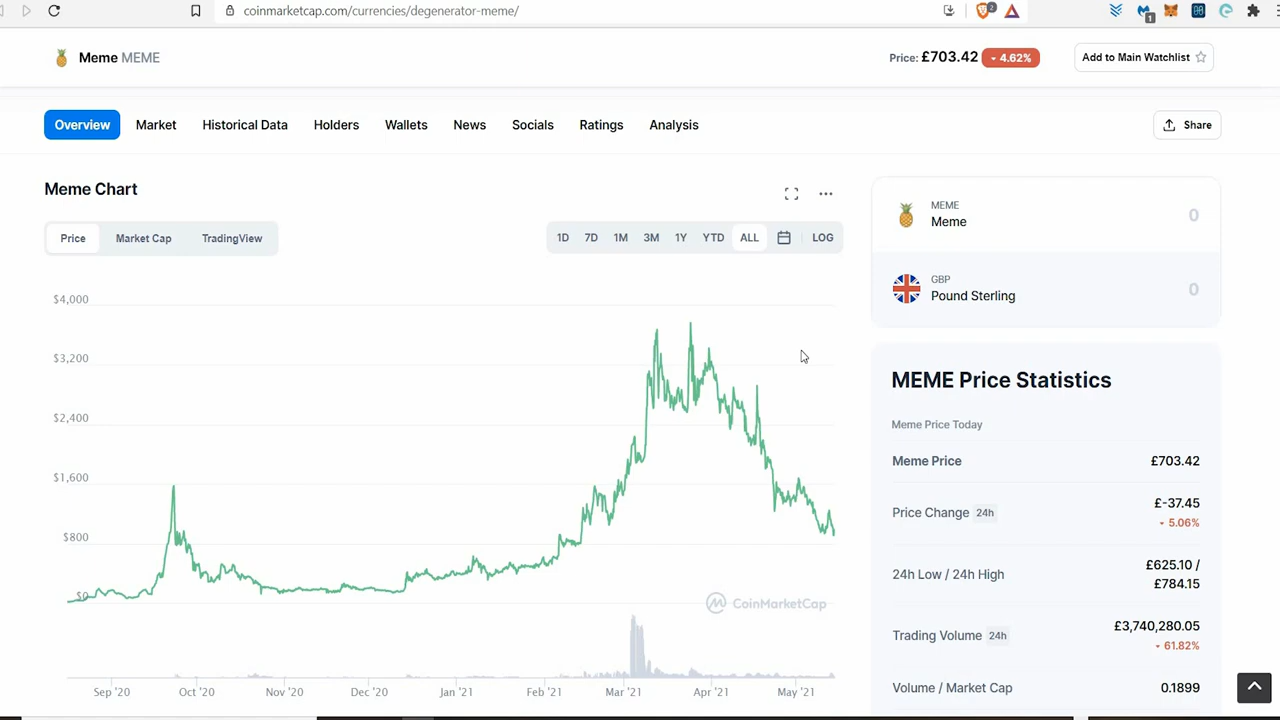 coinmarketcap.com/currencies/degenerator-meme/
2
1
Meme MEME
Price: £703.42 4.62%
Add to Main Watchlist
Overview Market Historical Data Holders Wallets News Socials Ratings Analysis
Share
Meme Chart
Price Market Cap TradingView
1D 7D 1M 3M 1Y YTD ALL LOG
$4,000
$3,200
$2,400
$1,600
$800
$0
CoinMarketCap
Sep '20 Oct '20 Nov '20 Dec '20 Jan '21 Feb '21 Mar '21 Apr '21 May '21
MEME
Meme 0
GBP
Pound Sterling 0
MEME Price Statistics
Meme Price Today
Meme Price £703.42
Price Change 24h £-37.45
5.06%
24h Low / 24h High £625.10 /
£784.15
Trading Volume 24h £3,740,280.05
61.82%
Volume / Market Cap 0.1899